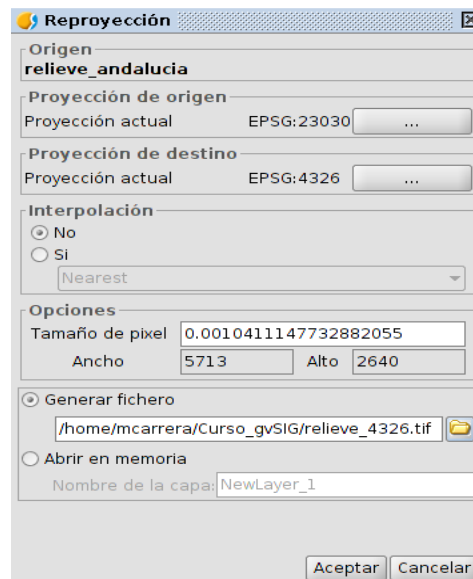 Reproyección
Origen
relieve_andalucia
Proyección de origen
Proyección actual EPSG:23030 ...
Proyección de destino
Proyección actual EPSG:4326 ...
Interpolación
No
Si
Nearest
Opciones
Tamaño de pixel 0.0010411147732882055
Ancho 5713 Alto 2640
Generar fichero
/home/mcarrera/Curso_gvSIG/relieve_4326.tif
Abrir en memoria
Nombre de la capa: NewLayer_1
Aceptar Cancelar